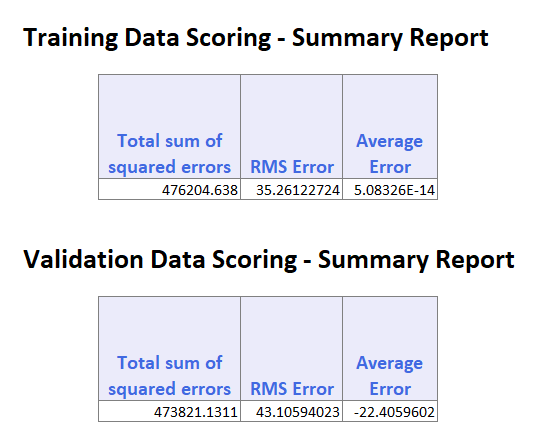 Training Data Scoring - Summary Report
Total sum of squared errors RMS Error Average Error
476204.638 35.26122724 5.08326E-14
Validation Data Scoring - Summary Report
Total sum of squared errors RMS Error Average Error
473821.1311 43.10594023 -22.4059602